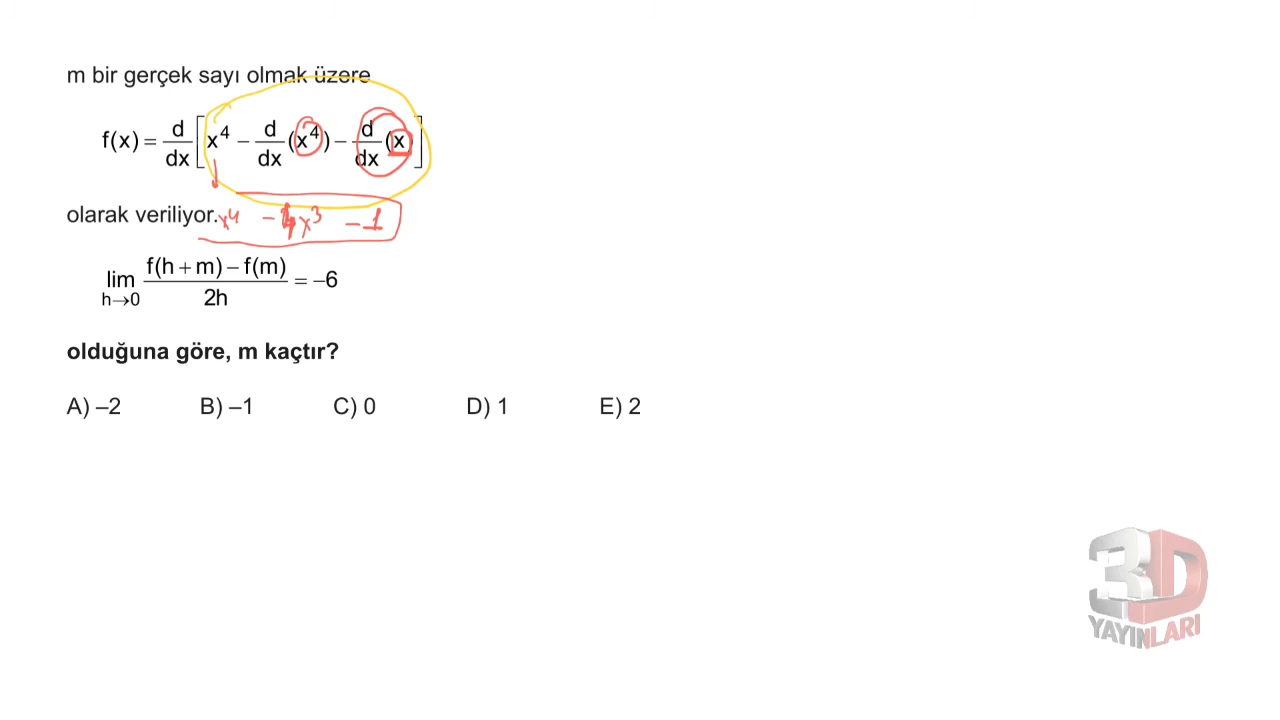 m bir gerçek sayı olmak üzere
f(x) = d/dx [x⁴ − d/dx (x⁴) − d/dx (x)]
olarak veriliyor. x⁴ − 4x³ − 1
lim h→0 f(h + m) − f(m) / 2h = −6
olduğuna göre, m kaçtır?
A) –2 B) –1 C) 0 D) 1 E) 2
3D
YAYINLARI